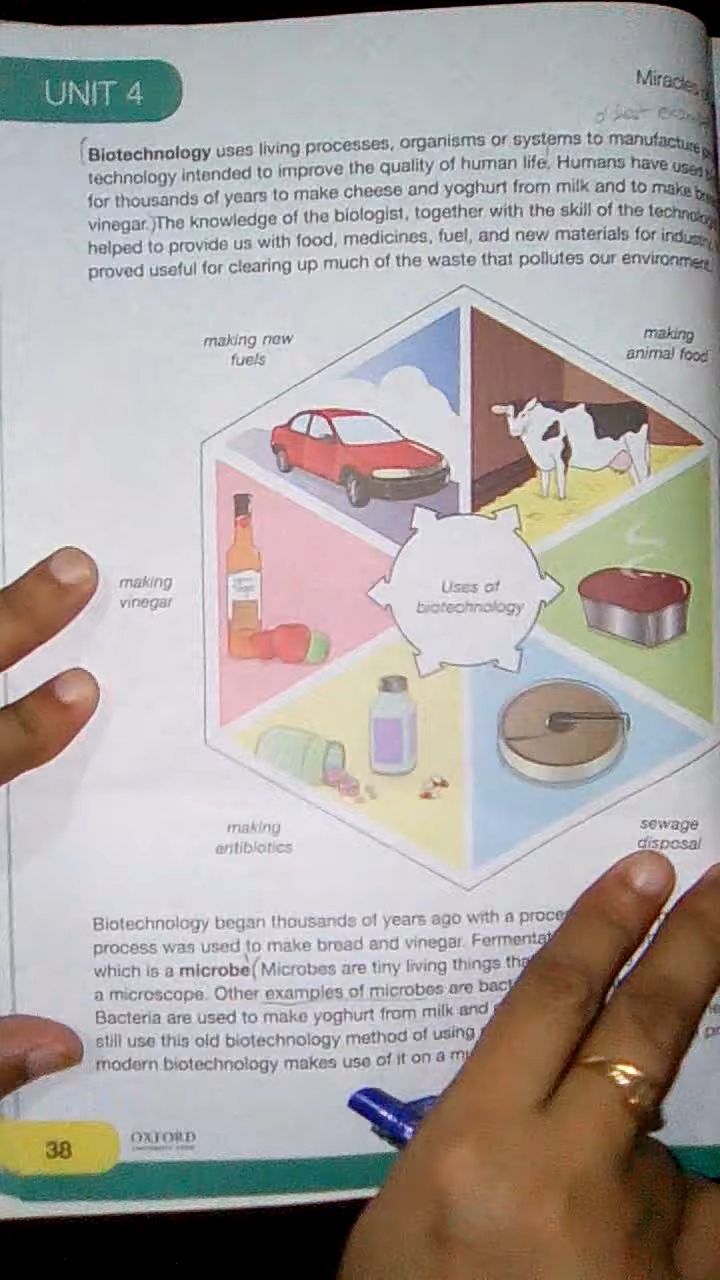 UNIT 4
Miracles
Biotechnology uses living processes, organisms or systems to manufacture
technology intended to improve the quality of human life. Humans have used
for thousands of years to make cheese and yoghurt from milk and to make
vinegar. The knowledge of the biologist, together with the skill of the
helped to provide us with food, medicines, fuel, and new materials for
proved useful for clearing up much of the waste that pollutes our environment.
making new
fuels
making
animal food
Uses of
biotechnology
making
vinegar
making
antibiotics
sewage
disposal
Biotechnology began thousands of years ago with a
process was used to make bread and vinegar.
which is a microbe. Microbes are tiny living things
a microscope. Other examples of microbes are
Bacteria are used to make yoghurt from milk and
still use this old biotechnology method of using
modern biotechnology makes use of it on a
38
OXFORD
UNIVERSITY PRESS